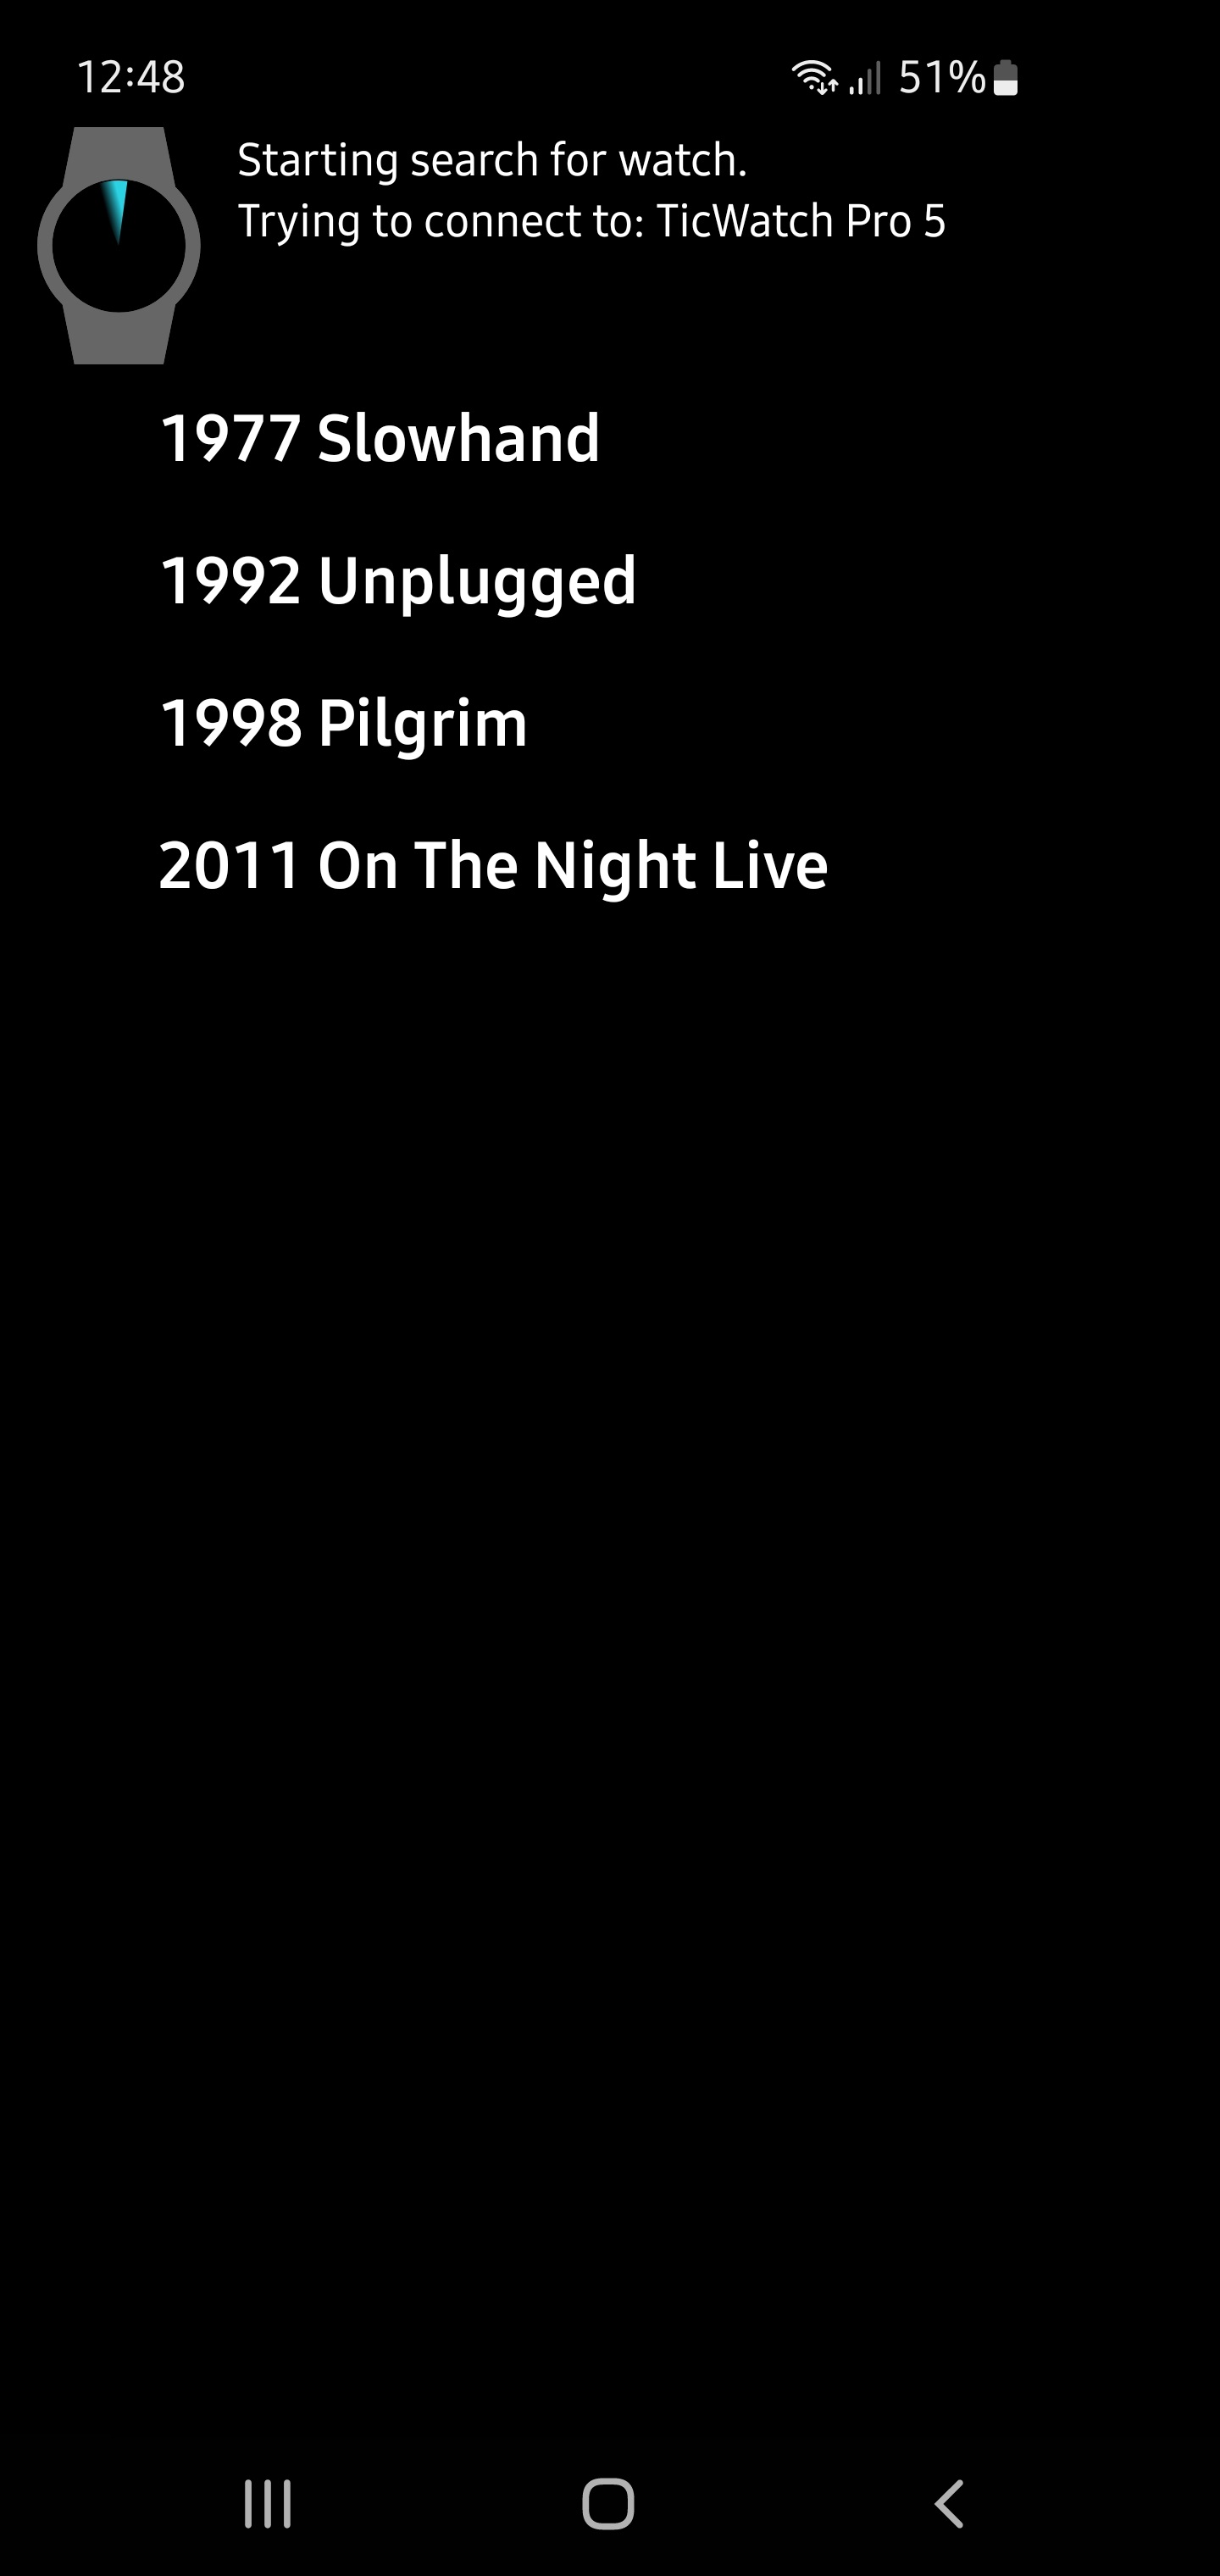 12:48
51%
Starting search for watch.
Trying to connect to: TicWatch Pro 5
1977 Slowhand
1992 Unplugged
1998 Pilgrim
2011 On The Night Live